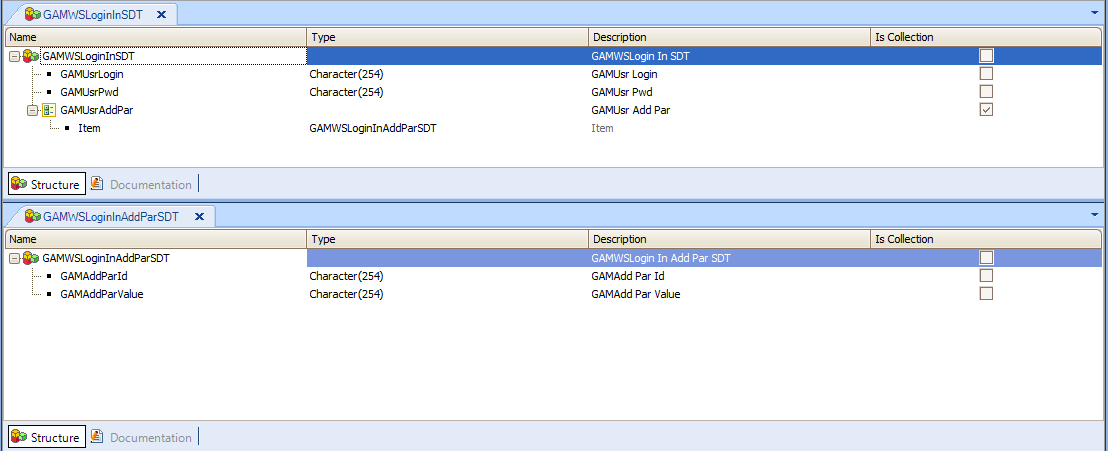 GAMWSLoginInSDT
Name Type Description Is Collection
GAMWSLoginInSDT GAMWSLogin In SDT
GAMUsrLogin Character(254) GAMUsr Login
GAMUsrPwd Character(254) GAMUsr Pwd
GAMUsrAddPar GAMUsr Add Par
Item GAMWSLoginInAddParSDT Item
Structure Documentation
GAMWSLoginInAddParSDT
Name Type Description Is Collection
GAMWSLoginInAddParSDT GAMWSLogin In Add Par SDT
GAMAddParId Character(254) GAMAdd Par Id
GAMAddParValue Character(254) GAMAdd Par Value
Structure Documentation